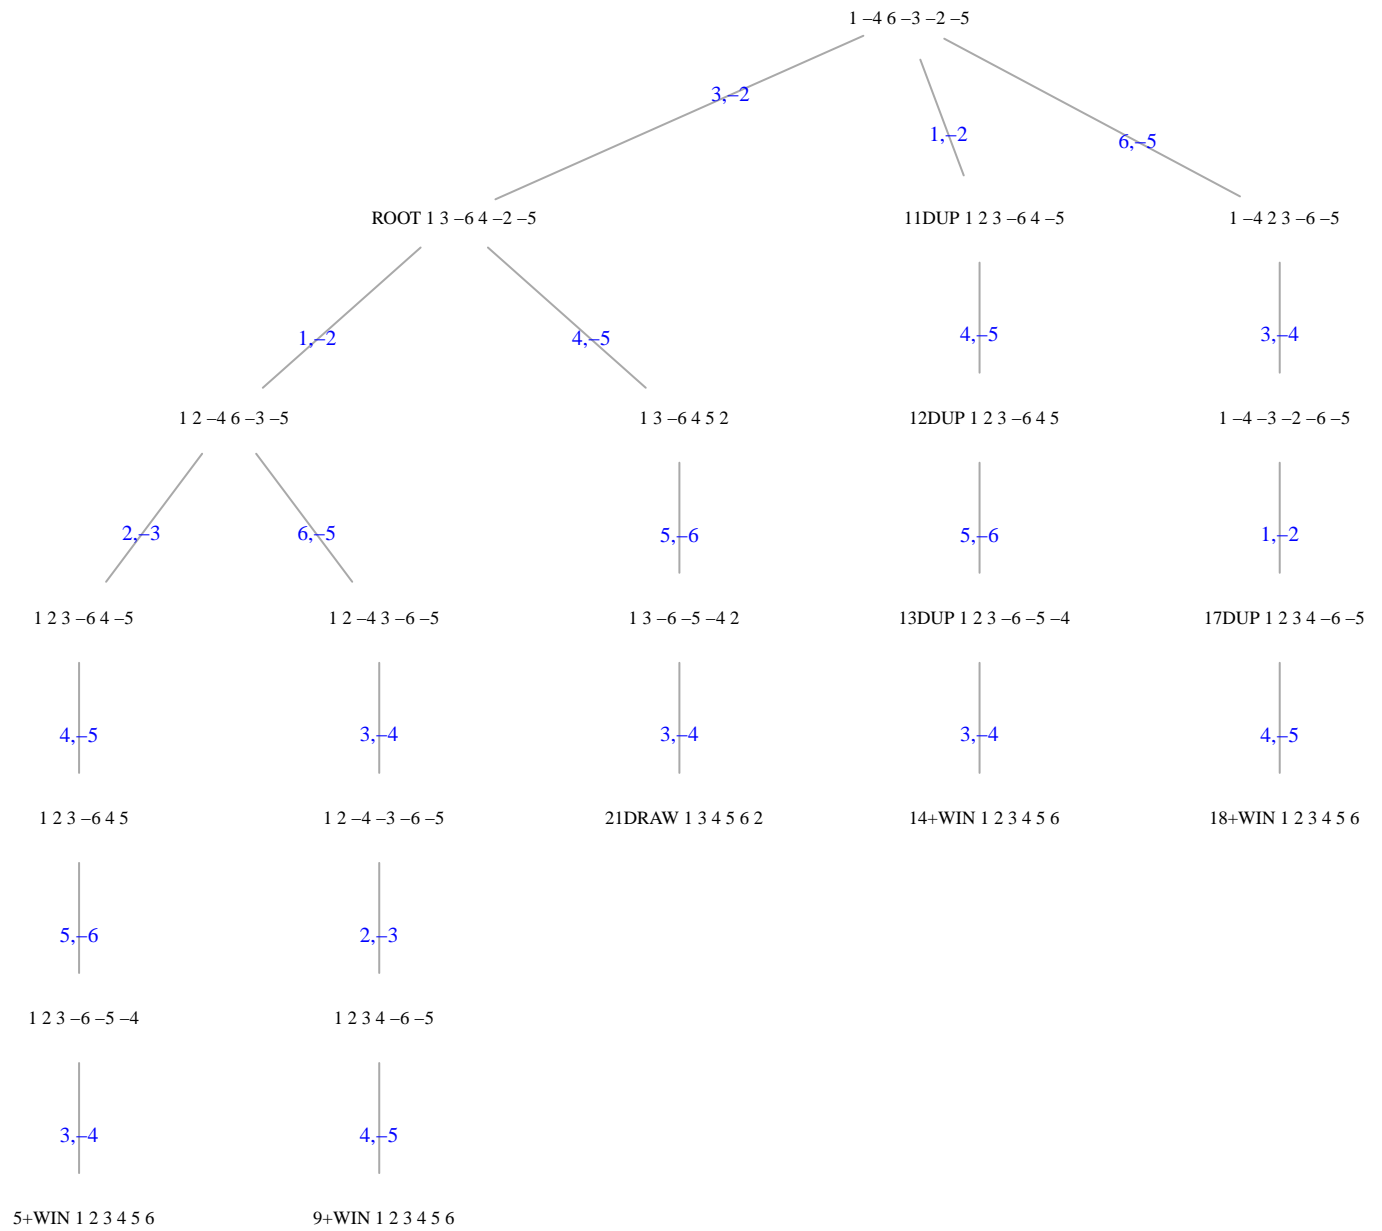 1 –4 6 –3 –2 –5
3,–2
1,–2
6,–5
ROOT 1 3 –6 4 –2 –5
11DUP 1 2 3 –6 4 –5
1 –4 2 3 –6 –5
1,–2
4,–5
4,–5
3,–4
1 2 –4 6 –3 –5
1 3 –6 4 5 2
12DUP 1 2 3 –6 4 5
1 –4 –3 –2 –6 –5
2,–3
6,–5
5,–6
5,–6
1,–2
1 2 3 –6 4 –5
1 2 –4 3 –6 –5
1 3 –6 –5 –4 2
13DUP 1 2 3 –6 –5 –4
17DUP 1 2 3 4 –6 –5
4,–5
3,–4
3,–4
3,–4
4,–5
1 2 3 –6 4 5
1 2 –4 –3 –6 –5
21DRAW 1 3 4 5 6 2
14+WIN 1 2 3 4 5 6
18+WIN 1 2 3 4 5 6
5,–6
2,–3
1 2 3 –6 –5 –4
1 2 3 4 –6 –5
3,–4
4,–5
5+WIN 1 2 3 4 5 6
9+WIN 1 2 3 4 5 6